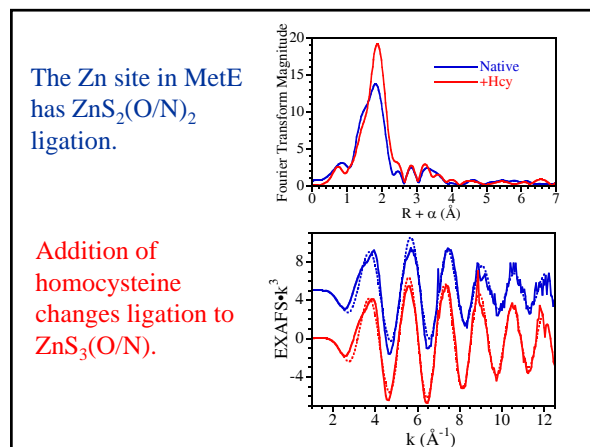 The Zn site in MetE
has ZnS₂(O/N)₂
ligation.
Addition of
homocysteine
changes ligation to
ZnS₃(O/N).
Fourier Transform Magnitude
20
15
10
5
0
Native
+Hcy
0 1 2 3 4 5 6 7
R + α (Å)
EXAFS•k³
8
4
0
-4
2 4 6 8 10 12
k (Å⁻¹)